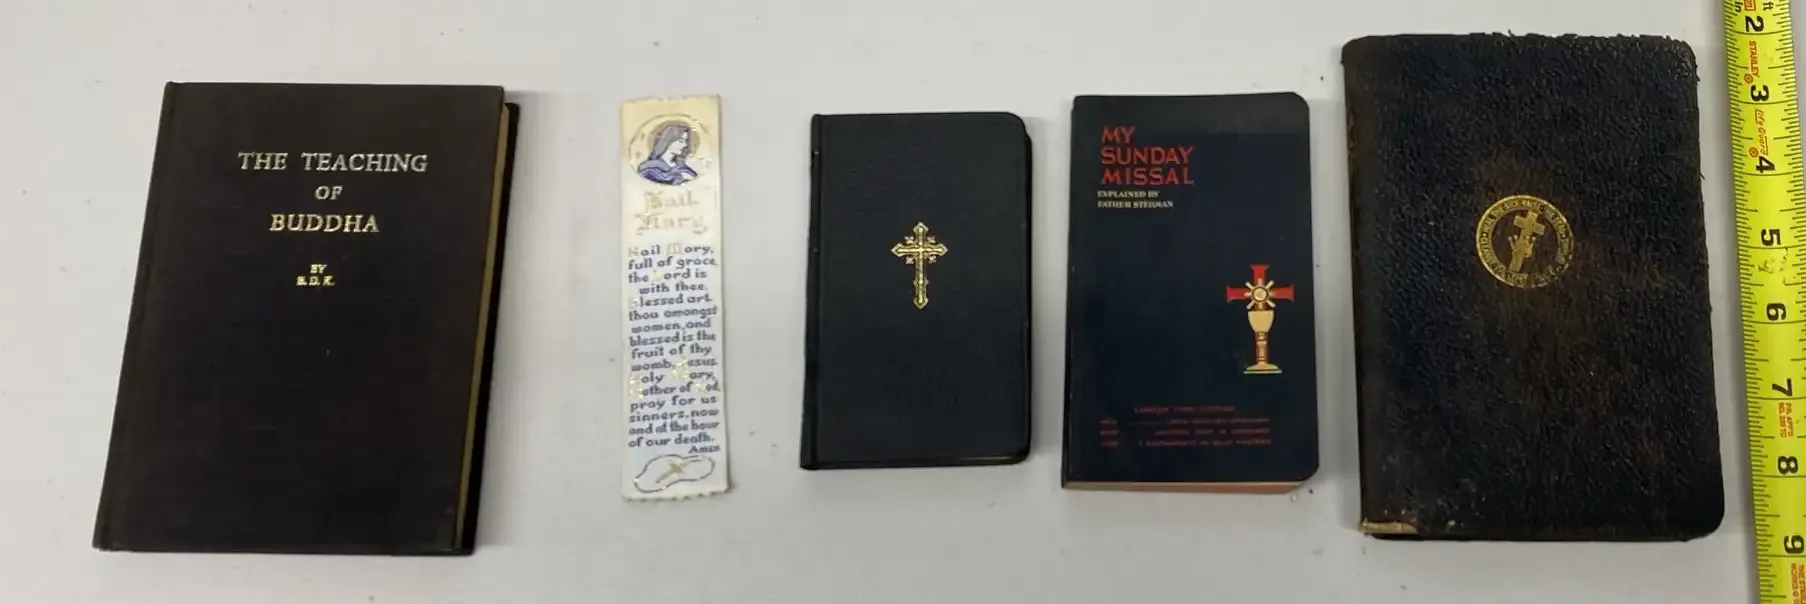 THE TEACHING
OF
BUDDHA
BY
B.D.K.
Hail
Mary
Hail Mary,
full of grace
the Lord is
with thee.
Blessed art
thou amongst
women, and
blessed is the
fruit of thy
womb, Jesus.
Holy Mary,
Mother of God,
pray for us
sinners, now
and at the hour
of our death.
Amen
MY
SUNDAY
MISSAL
EXPLAINED BY
FATHER STEDMAN
2
STANLEY
3
4
5
6
7
8
9